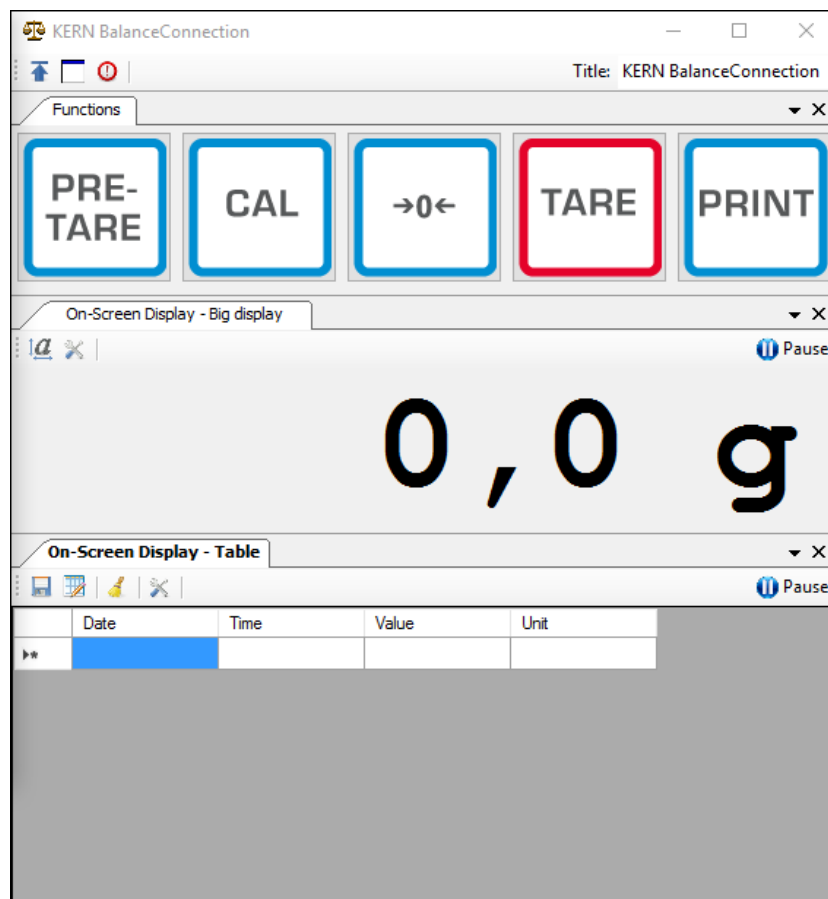 KERN BalanceConnection
Title: KERN BalanceConnection
Functions
PRE-
TARE
CAL
→0←
TARE
PRINT
On-Screen Display - Big display
Pause
0,0 g
On-Screen Display - Table
Pause
Date Time Value Unit